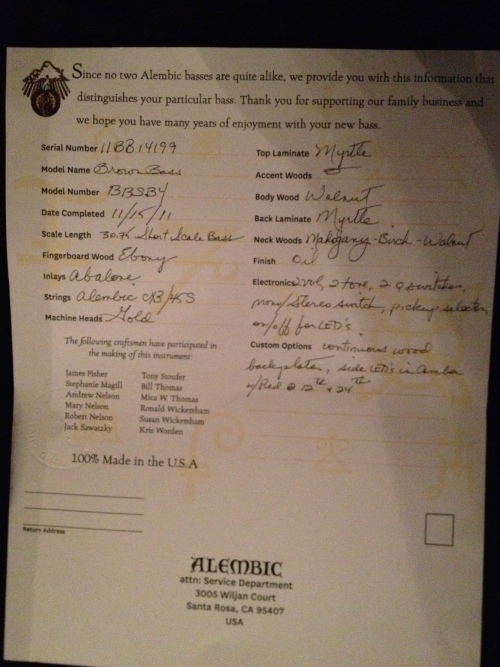 Since no two Alembic basses are quite alike, we provide you with this information that
distinguishes your particular bass. Thank you for supporting our family business and
we hope you have many years of enjoyment with your new bass.
Serial Number 11BB14199
Model Name Brown Bass
Model Number BBSBY
Date Completed 11/15/11
Scale Length 30.75 Short Scale Bass
Fingerboard Wood Ebony
Inlays Abalone
Strings Alembic CXB/45S
Machine Heads Gold
The following craftsmen have participated in
the making of this instrument:
James Fisher
Stephanie Magill
Andrew Nelson
Mary Nelson
Robert Nelson
Jack Sawatzky
Tony Stoufer
Bill Thomas
Mica W. Thomas
Ronald Wickersham
Susan Wickersham
Kris Worden
100% Made in the U.S.A
Top Laminate Myrtle
Accent Woods
Body Wood Walnut
Back Laminate Myrtle
Neck Woods Mahogany - Birch - Walnut
Finish Oil
Electronics 2 vol, 2 tone, 2 Q switches,
mono/Stereo switch, pickup selector,
on/off for LED's
Custom Options continuous wood
backplates, side LED's in Amber
w/Red @ 12th & 24th
Return Address
ALEMBIC
attn: Service Department
3005 Wiljan Court
Santa Rosa, CA 95407
USA